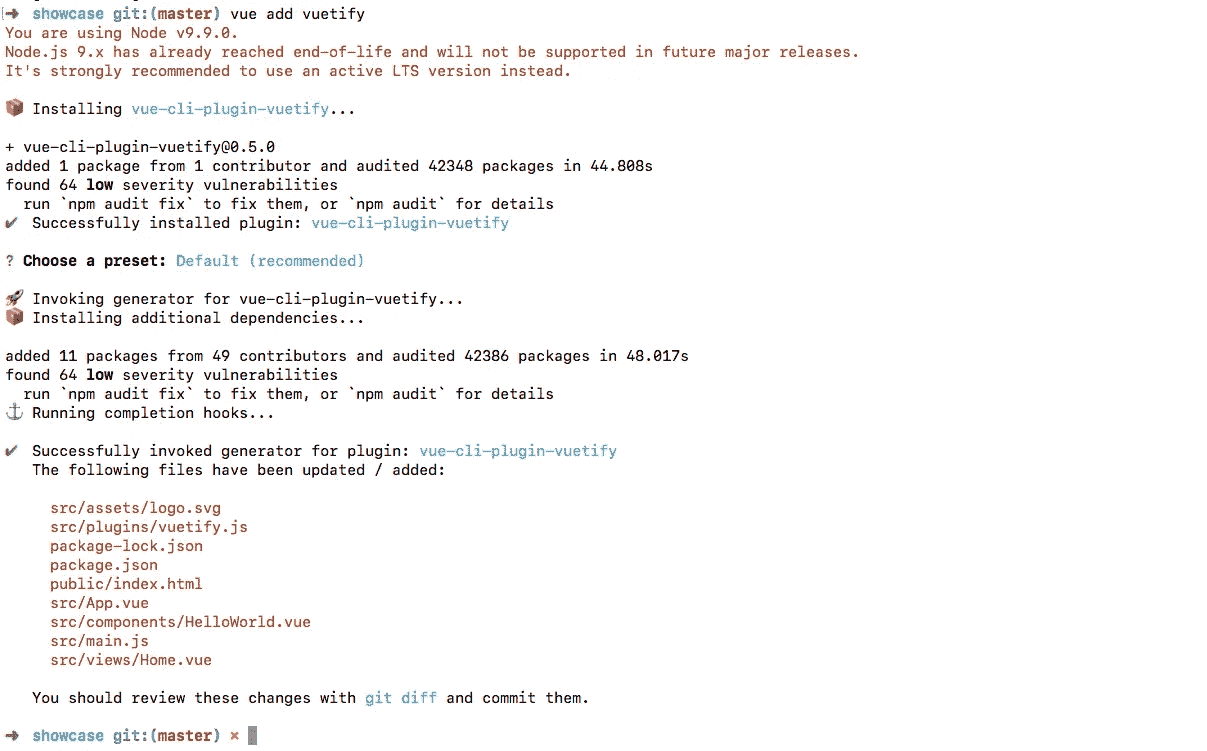 ➜ showcase git:(master) vue add vuetify
You are using Node v9.9.0.
Node.js 9.x has already reached end-of-life and will not be supported in future major releases.
It's strongly recommended to use an active LTS version instead.
📦 Installing vue-cli-plugin-vuetify...
+ vue-cli-plugin-vuetify@0.5.0
added 1 package from 1 contributor and audited 42348 packages in 44.808s
found 64 low severity vulnerabilities
run `npm audit fix` to fix them, or `npm audit` for details
✔ Successfully installed plugin: vue-cli-plugin-vuetify
? Choose a preset: Default (recommended)
🚀 Invoking generator for vue-cli-plugin-vuetify...
📦 Installing additional dependencies...
added 11 packages from 49 contributors and audited 42386 packages in 48.017s
found 64 low severity vulnerabilities
run `npm audit fix` to fix them, or `npm audit` for details
⚓ Running completion hooks...
✔ Successfully invoked generator for plugin: vue-cli-plugin-vuetify
The following files have been updated / added:
src/assets/logo.svg
src/plugins/vuetify.js
package-lock.json
package.json
public/index.html
src/App.vue
src/components/HelloWorld.vue
src/main.js
src/views/Home.vue
You should review these changes with git diff and commit them.
➜ showcase git:(master) ✗